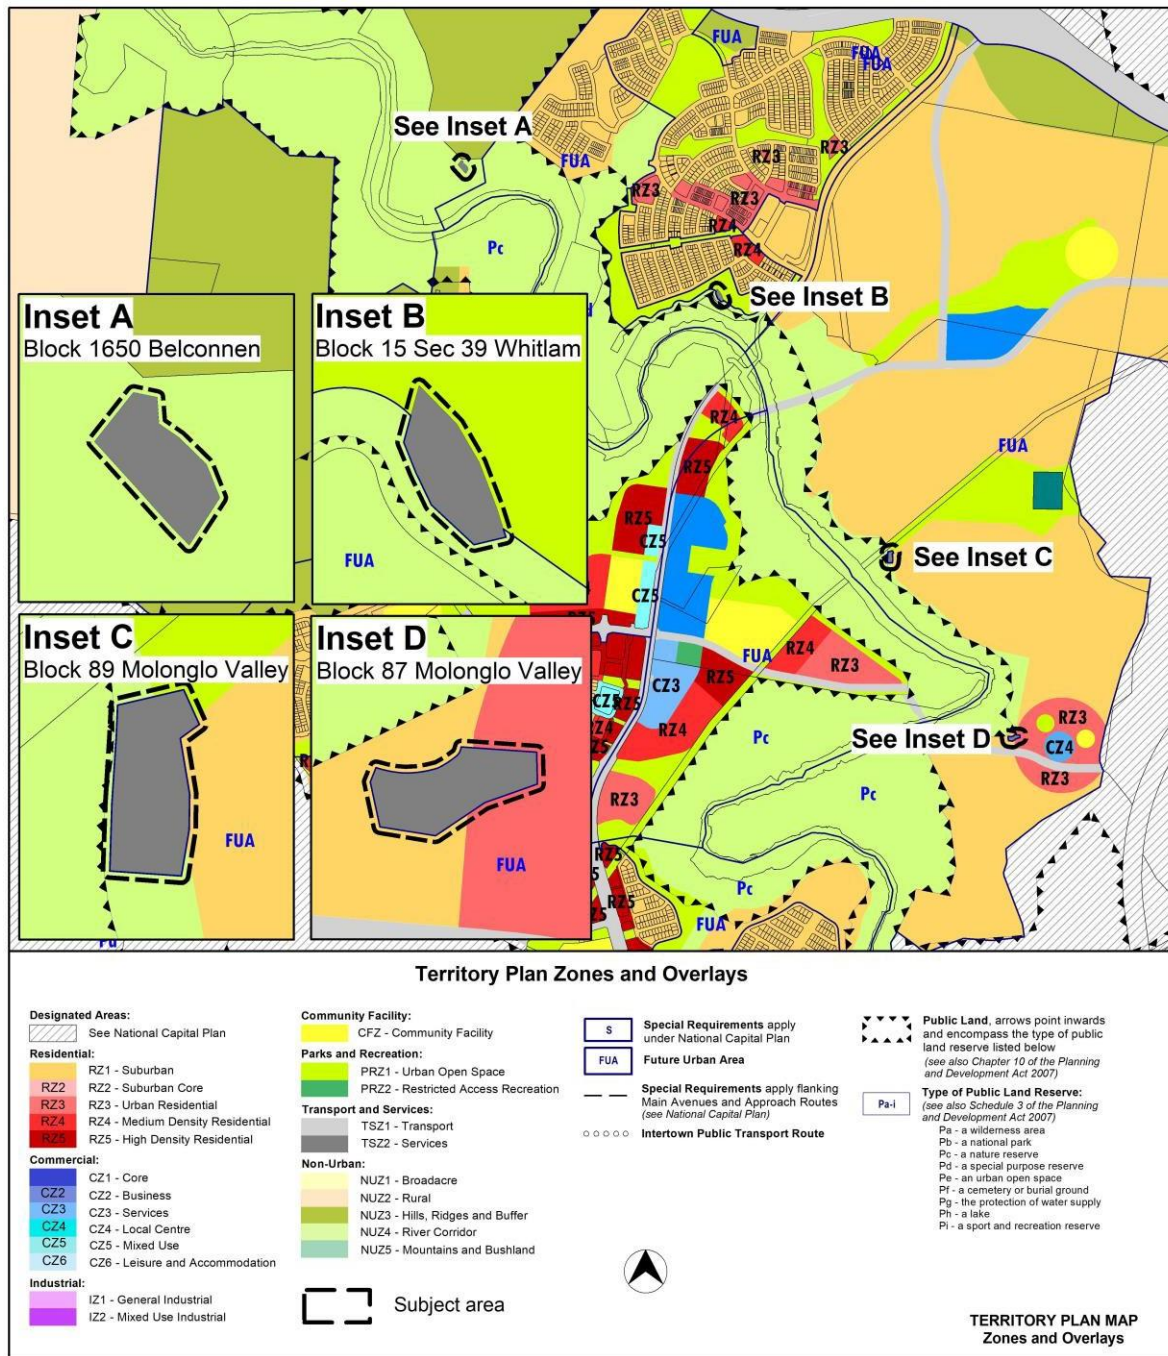 FUA
FUA
FUA
See Inset A
FUA
RZ3
RZ3
RZ3
RZ3
RZ4
RZ4
Pc
See Inset B
Inset A
Block 1650 Belconnen
Inset B
Block 15 Sec 39 Whitlam
FUA
RZ4
FUA
RZ5
RZ5
CZ5
See Inset C
CZ5
Inset C
Block 89 Molonglo Valley
FUA
Inset D
Block 87 Molonglo Valley
FUA
FUA
RZ4
RZ3
CZ3
RZ5
CZ5
RZ5
RZ4
RZ4
Pc
See Inset D
RZ3
CZ4
RZ3
Pc
RZ3
RZ5
Pc
RZ5
FUA
Territory Plan Zones and Overlays
Designated Areas:
See National Capital Plan
Residential:
RZ1 - Suburban
RZ2 RZ2 - Suburban Core
RZ3 RZ3 - Urban Residential
RZ4 RZ4 - Medium Density Residential
RZ5 RZ5 - High Density Residential
Commercial:
CZ1 - Core
CZ2 CZ2 - Business
CZ3 CZ3 - Services
CZ4 CZ4 - Local Centre
CZ5 CZ5 - Mixed Use
CZ6 CZ6 - Leisure and Accommodation
Industrial:
IZ1 - General Industrial
IZ2 - Mixed Use Industrial
Community Facility:
CFZ - Community Facility
Parks and Recreation:
PRZ1 - Urban Open Space
PRZ2 - Restricted Access Recreation
Transport and Services:
TSZ1 - Transport
TSZ2 - Services
Non-Urban:
NUZ1 - Broadacre
NUZ2 - Rural
NUZ3 - Hills, Ridges and Buffer
NUZ4 - River Corridor
NUZ5 - Mountains and Bushland
Subject area
S Special Requirements apply
under National Capital Plan
FUA Future Urban Area
Special Requirements apply flanking
Main Avenues and Approach Routes
(see National Capital Plan)
Intertown Public Transport Route
Public Land, arrows point inwards
and encompass the type of public
land reserve listed below
(see also Chapter 10 of the Planning
and Development Act 2007)
Pa-i Type of Public Land Reserve:
(see also Schedule 3 of the Planning
and Development Act 2007)
Pa - a wilderness area
Pb - a national park
Pc - a nature reserve
Pd - a special purpose reserve
Pe - an urban open space
Pf - a cemetery or burial ground
Pg - the protection of water supply
Ph - a lake
Pi - a sport and recreation reserve
TERRITORY PLAN MAP
Zones and Overlays